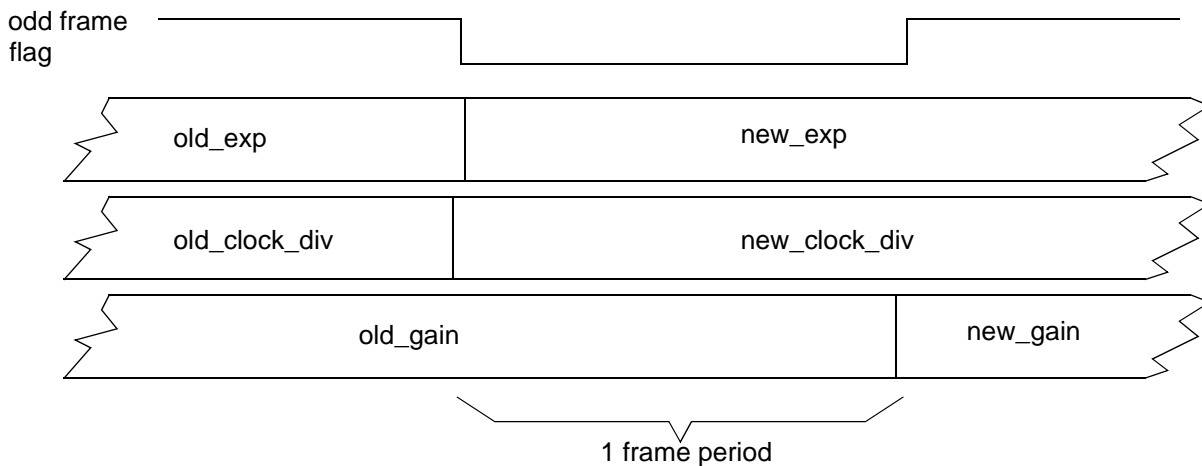 odd frame
flag
old_exp
new_exp
old_clock_div
new_clock_div
old_gain
new_gain
1 frame period